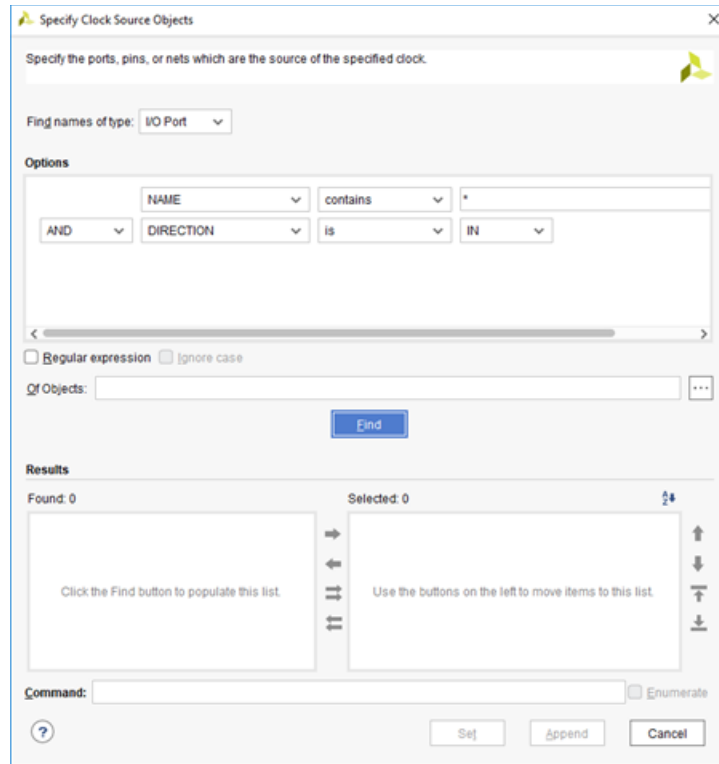 Specify Clock Source Objects
Specify the ports, pins, or nets which are the source of the specified clock.
Find names of type: I/O Port
Options
NAME contains *
AND DIRECTION is IN
Regular expression Ignore case
Of Objects: ...
Find
Results
Found: 0 Selected: 0 A Z
Click the Find button to populate this list. Use the buttons on the left to move items to this list.
Command: Enumerate
? Set Append Cancel